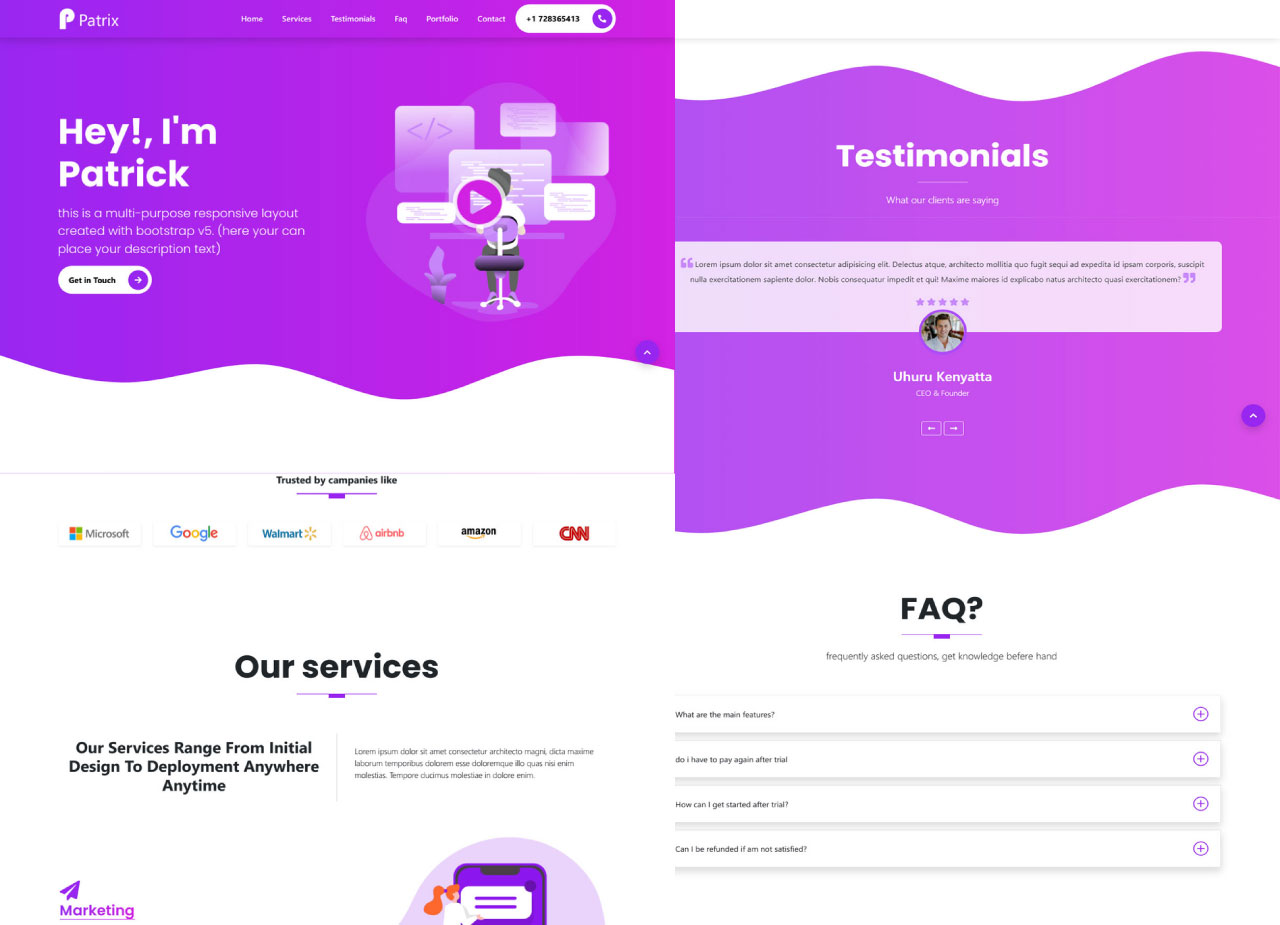 Patrix
Home
Services
Testimonials
Faq
Portfolio
Contact
+1 728365413
Hey!, I'm
Patrick
this is a multi-purpose responsive layout
created with bootstrap v5. (here your can
place your description text)
Get in Touch
</>
Trusted by campanies like
Microsoft
Google
Walmart
airbnb
amazon
CNN
Our services
Our Services Range From Initial
Design To Deployment Anywhere
Anytime
Lorem ipsum dolor sit amet consectetur architecto magni, dicta maxime
laborum temporibus dolorem esse doloremque illo quas nisi enim
molestias. Tempore ducimus molestiae in dolore enim.
Marketing
Testimonials
What our clients are saying
“ Lorem ipsum dolor sit amet consectetur adipisicing elit. Delectus atque, architecto mollitia quo fugit sequi ad expedita id ipsam corporis, suscipit
nulla exercitationem sapiente dolor. Nobis consequatur impedit et qui! Maxime maiores id explicabo natus architecto quasi exercitationem? ”
Uhuru Kenyatta
CEO & Founder
FAQ?
frequently asked questions, get knowledge befere hand
What are the main features?
do i have to pay again after trial
How can I get started after trial?
Can I be refunded if am not satisfied?